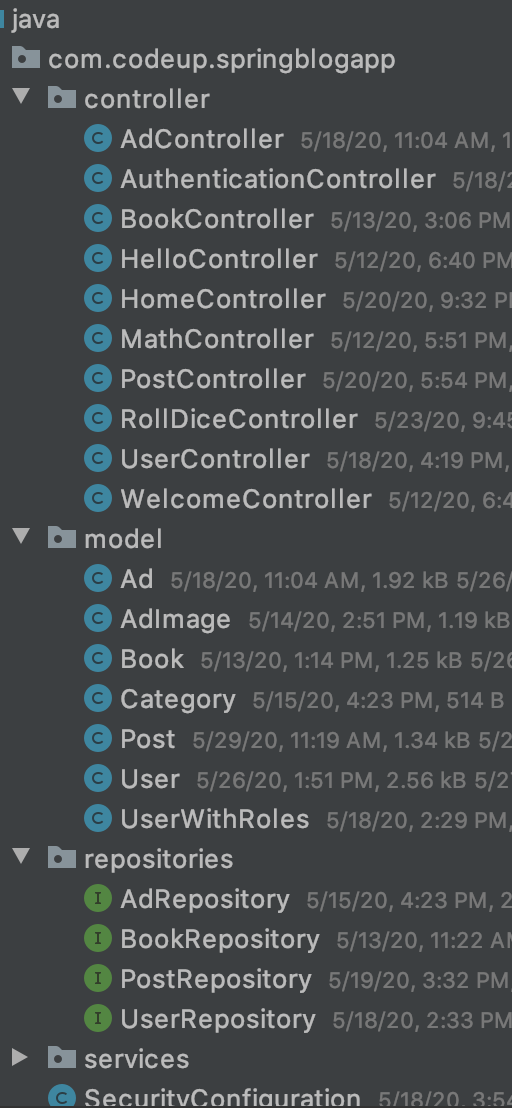 java
com.codeup.springblogapp
controller
C AdController 5/18/20, 11:04 AM, 1
C AuthenticationController 5/18/2
C BookController 5/13/20, 3:06 PM
C HelloController 5/12/20, 6:40 PM
C HomeController 5/20/20, 9:32 P
C MathController 5/12/20, 5:51 PM,
C PostController 5/20/20, 5:54 PM,
C RollDiceController 5/23/20, 9:45
C UserController 5/18/20, 4:19 PM,
C WelcomeController 5/12/20, 6:4
model
C Ad 5/18/20, 11:04 AM, 1.92 kB 5/26/
C AdImage 5/14/20, 2:51 PM, 1.19 kB
C Book 5/13/20, 1:14 PM, 1.25 kB 5/26
C Category 5/15/20, 4:23 PM, 514 B
C Post 5/29/20, 11:19 AM, 1.34 kB 5/2
C User 5/26/20, 1:51 PM, 2.56 kB 5/2
C UserWithRoles 5/18/20, 2:29 PM,
repositories
I AdRepository 5/15/20, 4:23 PM, 2
I BookRepository 5/13/20, 11:22 AM
I PostRepository 5/19/20, 3:32 PM,
I UserRepository 5/18/20, 2:33 PM
services
C SecurityConfiguration 5/18/20, 3:54